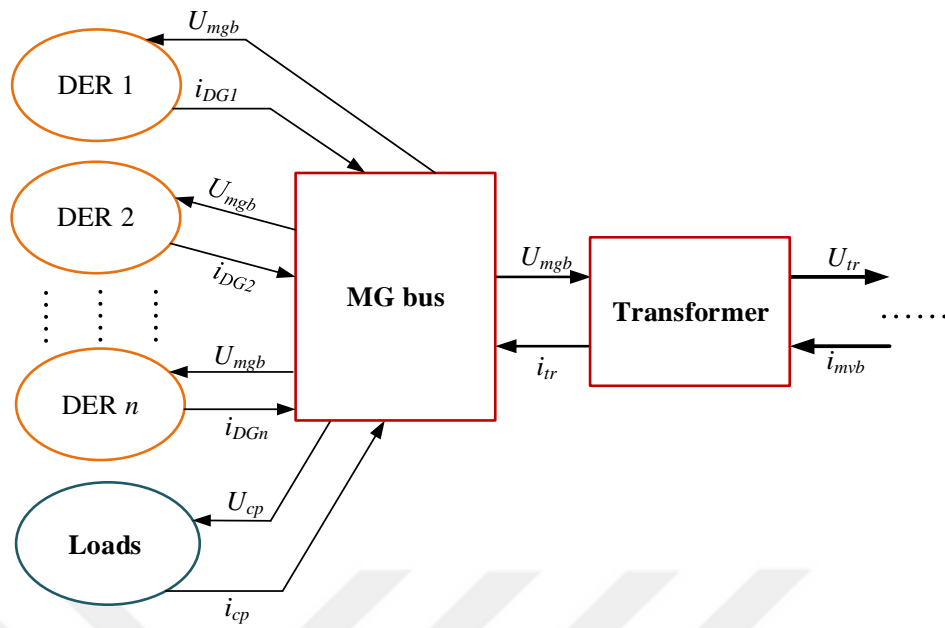 U_mgb
DER 1
i_DG1
DER 2
U_mgb
i_DG2
MG bus
U_mgb
i_tr
Transformer
U_tr
i_mvb
......
U_mgb
DER n
i_DGn
U_cp
Loads
i_cp